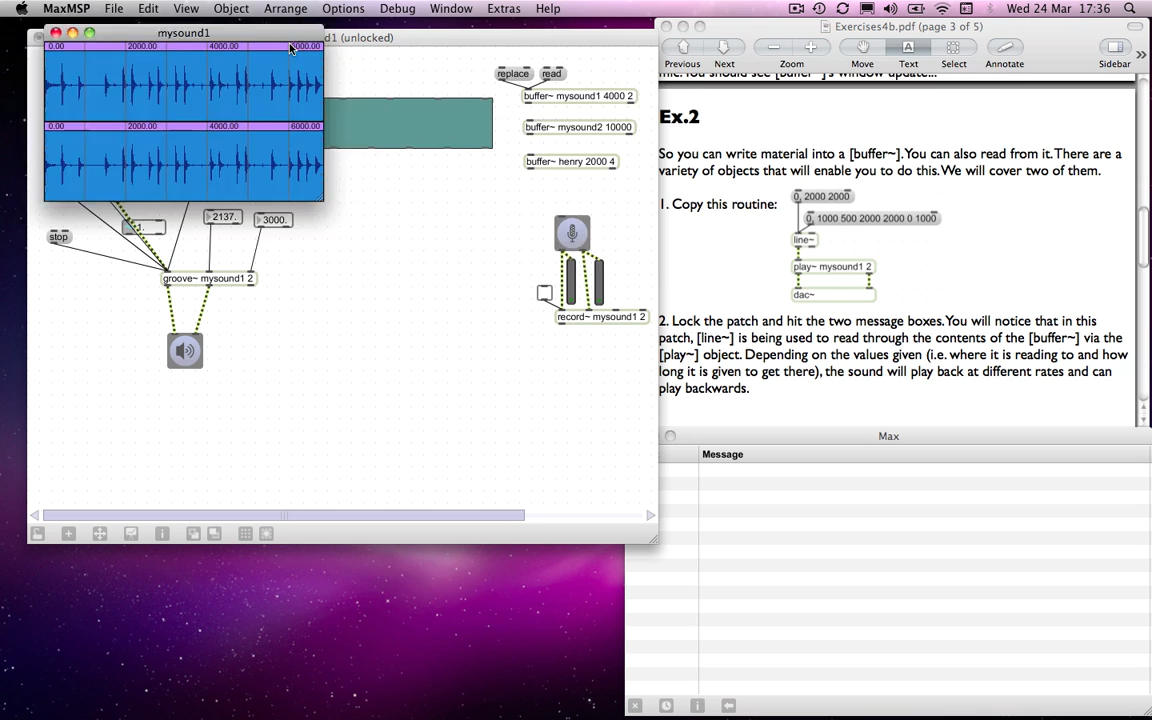 MaxMSP File Edit View Object Arrange Options Debug Window Extras Help Wed 24 Mar 17:36
mysound1
0.00 2000.00 4000.00
0.00 2000.00 4000.00 6000.00
d1 (unlocked)
replace read
buffer~ mysound1 4000 2
buffer~ mysound2 10000
buffer~ henry 2000 4
stop
1.
2137.
3000.
groove~ mysound1 2
record~ mysound1 2
Exercises4b.pdf (page 3 of 5)
Previous Next Zoom Move Text Select Annotate Sidebar
Ex.2
So you can write material into a [buffer~]. You can also read from it. There are a
variety of objects that will enable you to do this. We will cover two of them.
1. Copy this routine:
0, 2000 2000
0, 1000 500 2000 2000 0 1000
line~
play~ mysound1 2
dac~
2. Lock the patch and hit the two message boxes. You will notice that in this
patch, [line~] is being used to read through the contents of the [buffer~] via the
[play~] object. Depending on the values given (i.e. where it is reading to and how
long it is given to get there), the sound will play back at different rates and can
play backwards.
Max
Message